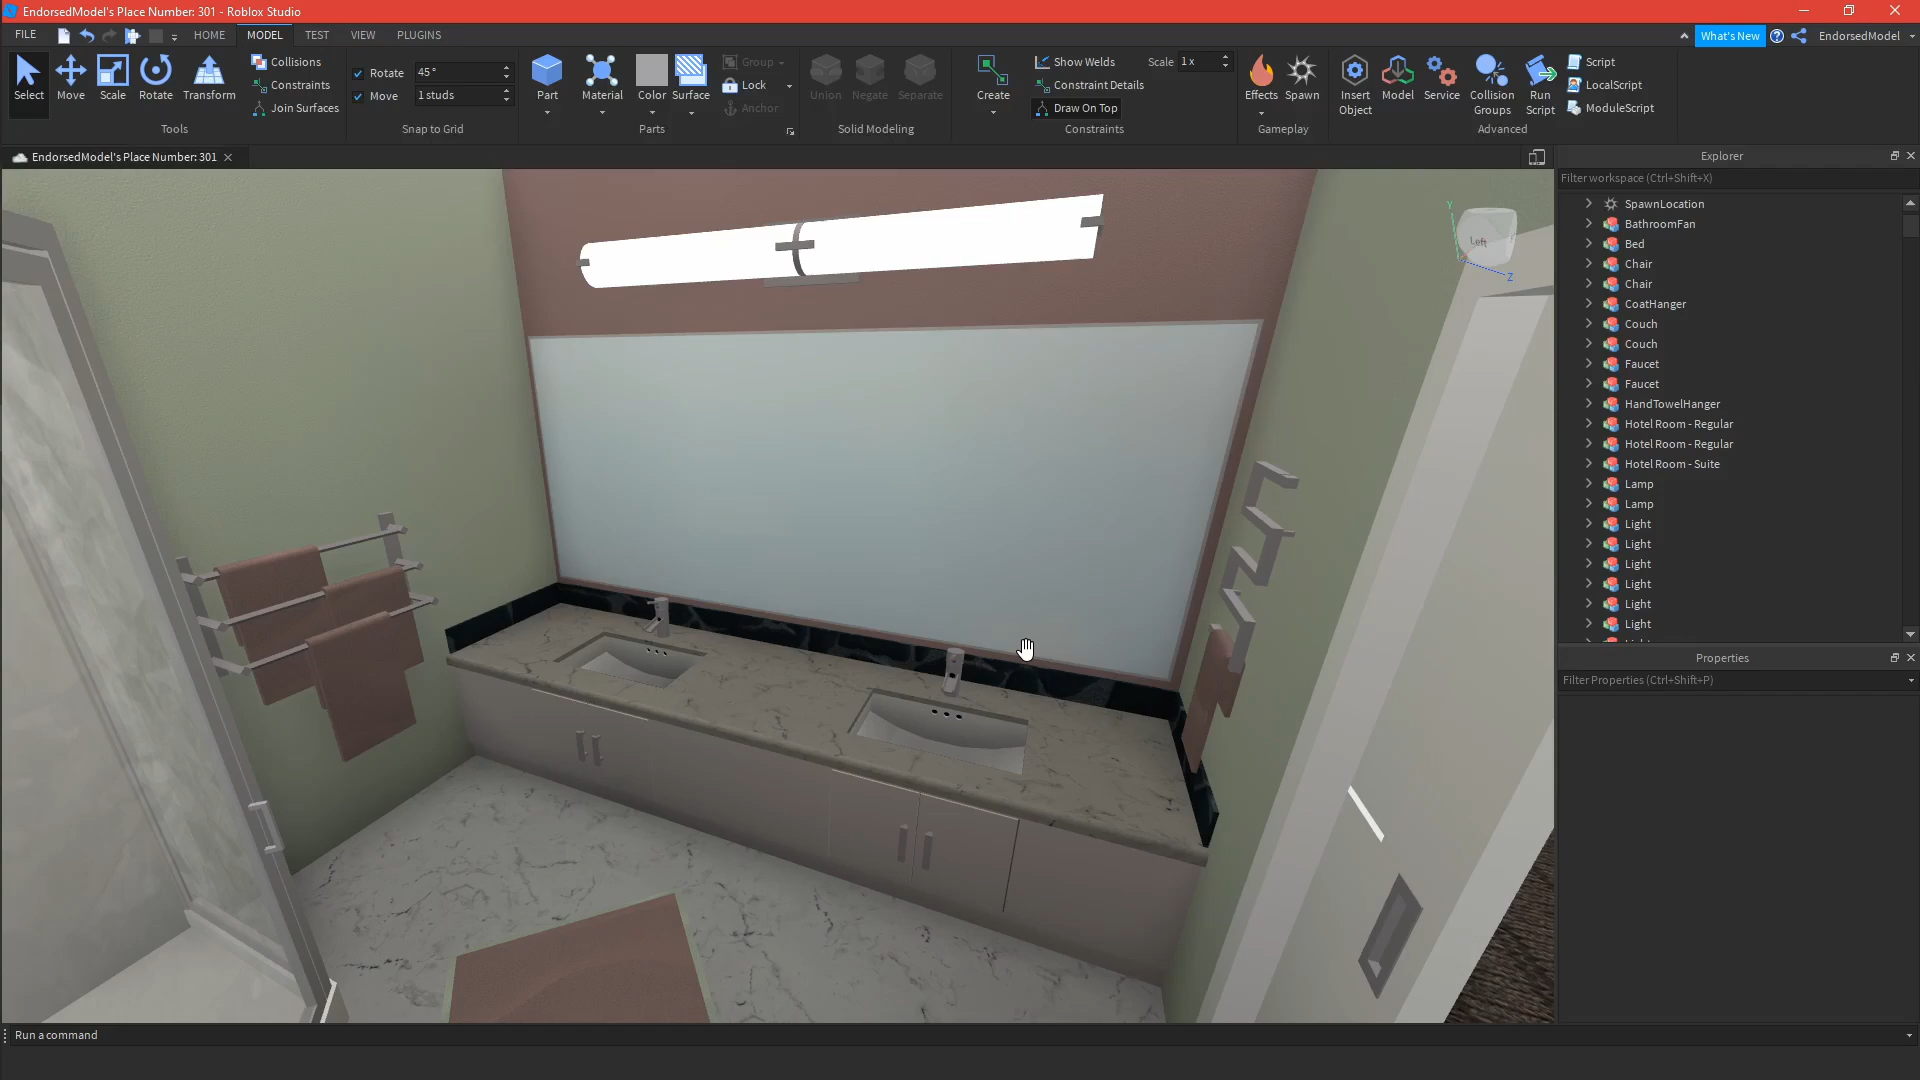 EndorsedModel's Place Number: 301 - Roblox Studio
FILE HOME MODEL TEST VIEW PLUGINS What's New EndorsedModel
Select Move Scale Rotate Transform
Collisions
Constraints
Join Surfaces
Tools
Rotate 45°
Move 1 studs
Snap to Grid
Part Material Color Surface
Group
Lock
Anchor
Parts
Union Negate Separate
Solid Modeling
Create
Show Welds
Constraint Details
Draw On Top
Scale 1x
Constraints
Effects Spawn
Gameplay
Insert Object
Model
Service
Collision Groups
Run Script
Script
LocalScript
ModuleScript
Advanced
EndorsedModel's Place Number: 301
Left
Y
Z
Explorer
Filter workspace (Ctrl+Shift+X)
SpawnLocation
BathroomFan
Bed
Chair
Chair
CoatHanger
Couch
Couch
Faucet
Faucet
HandTowelHanger
Hotel Room - Regular
Hotel Room - Regular
Hotel Room - Suite
Lamp
Lamp
Light
Light
Light
Light
Light
Light
Properties
Filter Properties (Ctrl+Shift+P)
Run a command